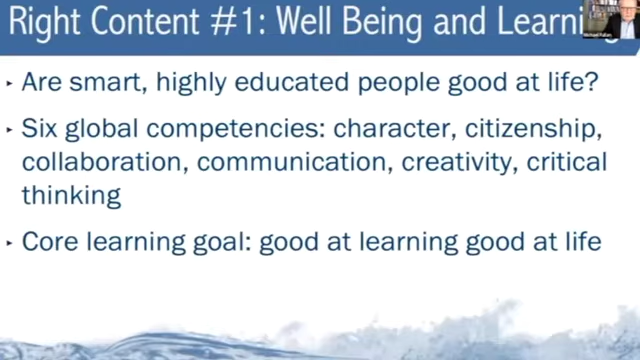 Right Content #1: Well Being and Learning
Are smart, highly educated people good at life?
Six global competencies: character, citizenship,
collaboration, communication, creativity, critical
thinking
Core learning goal: good at learning good at life